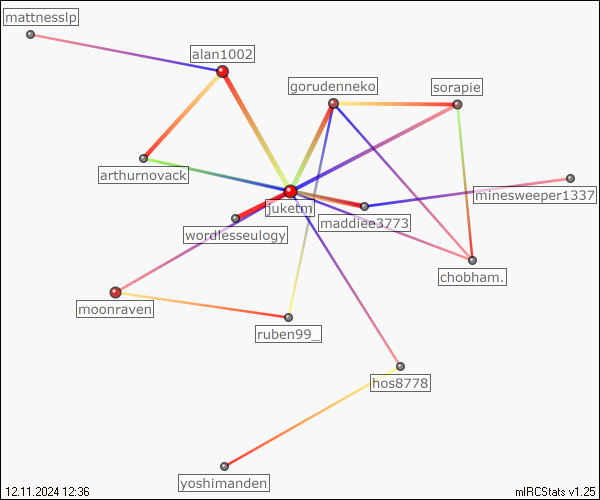 mattnesslp
alan1002
gorudenneko
sorapie
arthurnovack
minesweeper1337
juketm
maddiee3773
wordlesseulogy
chobham.
moonraven
ruben99_
hos8778
yoshimanden
12.11.2024 12:36
mIRCStats v1.25